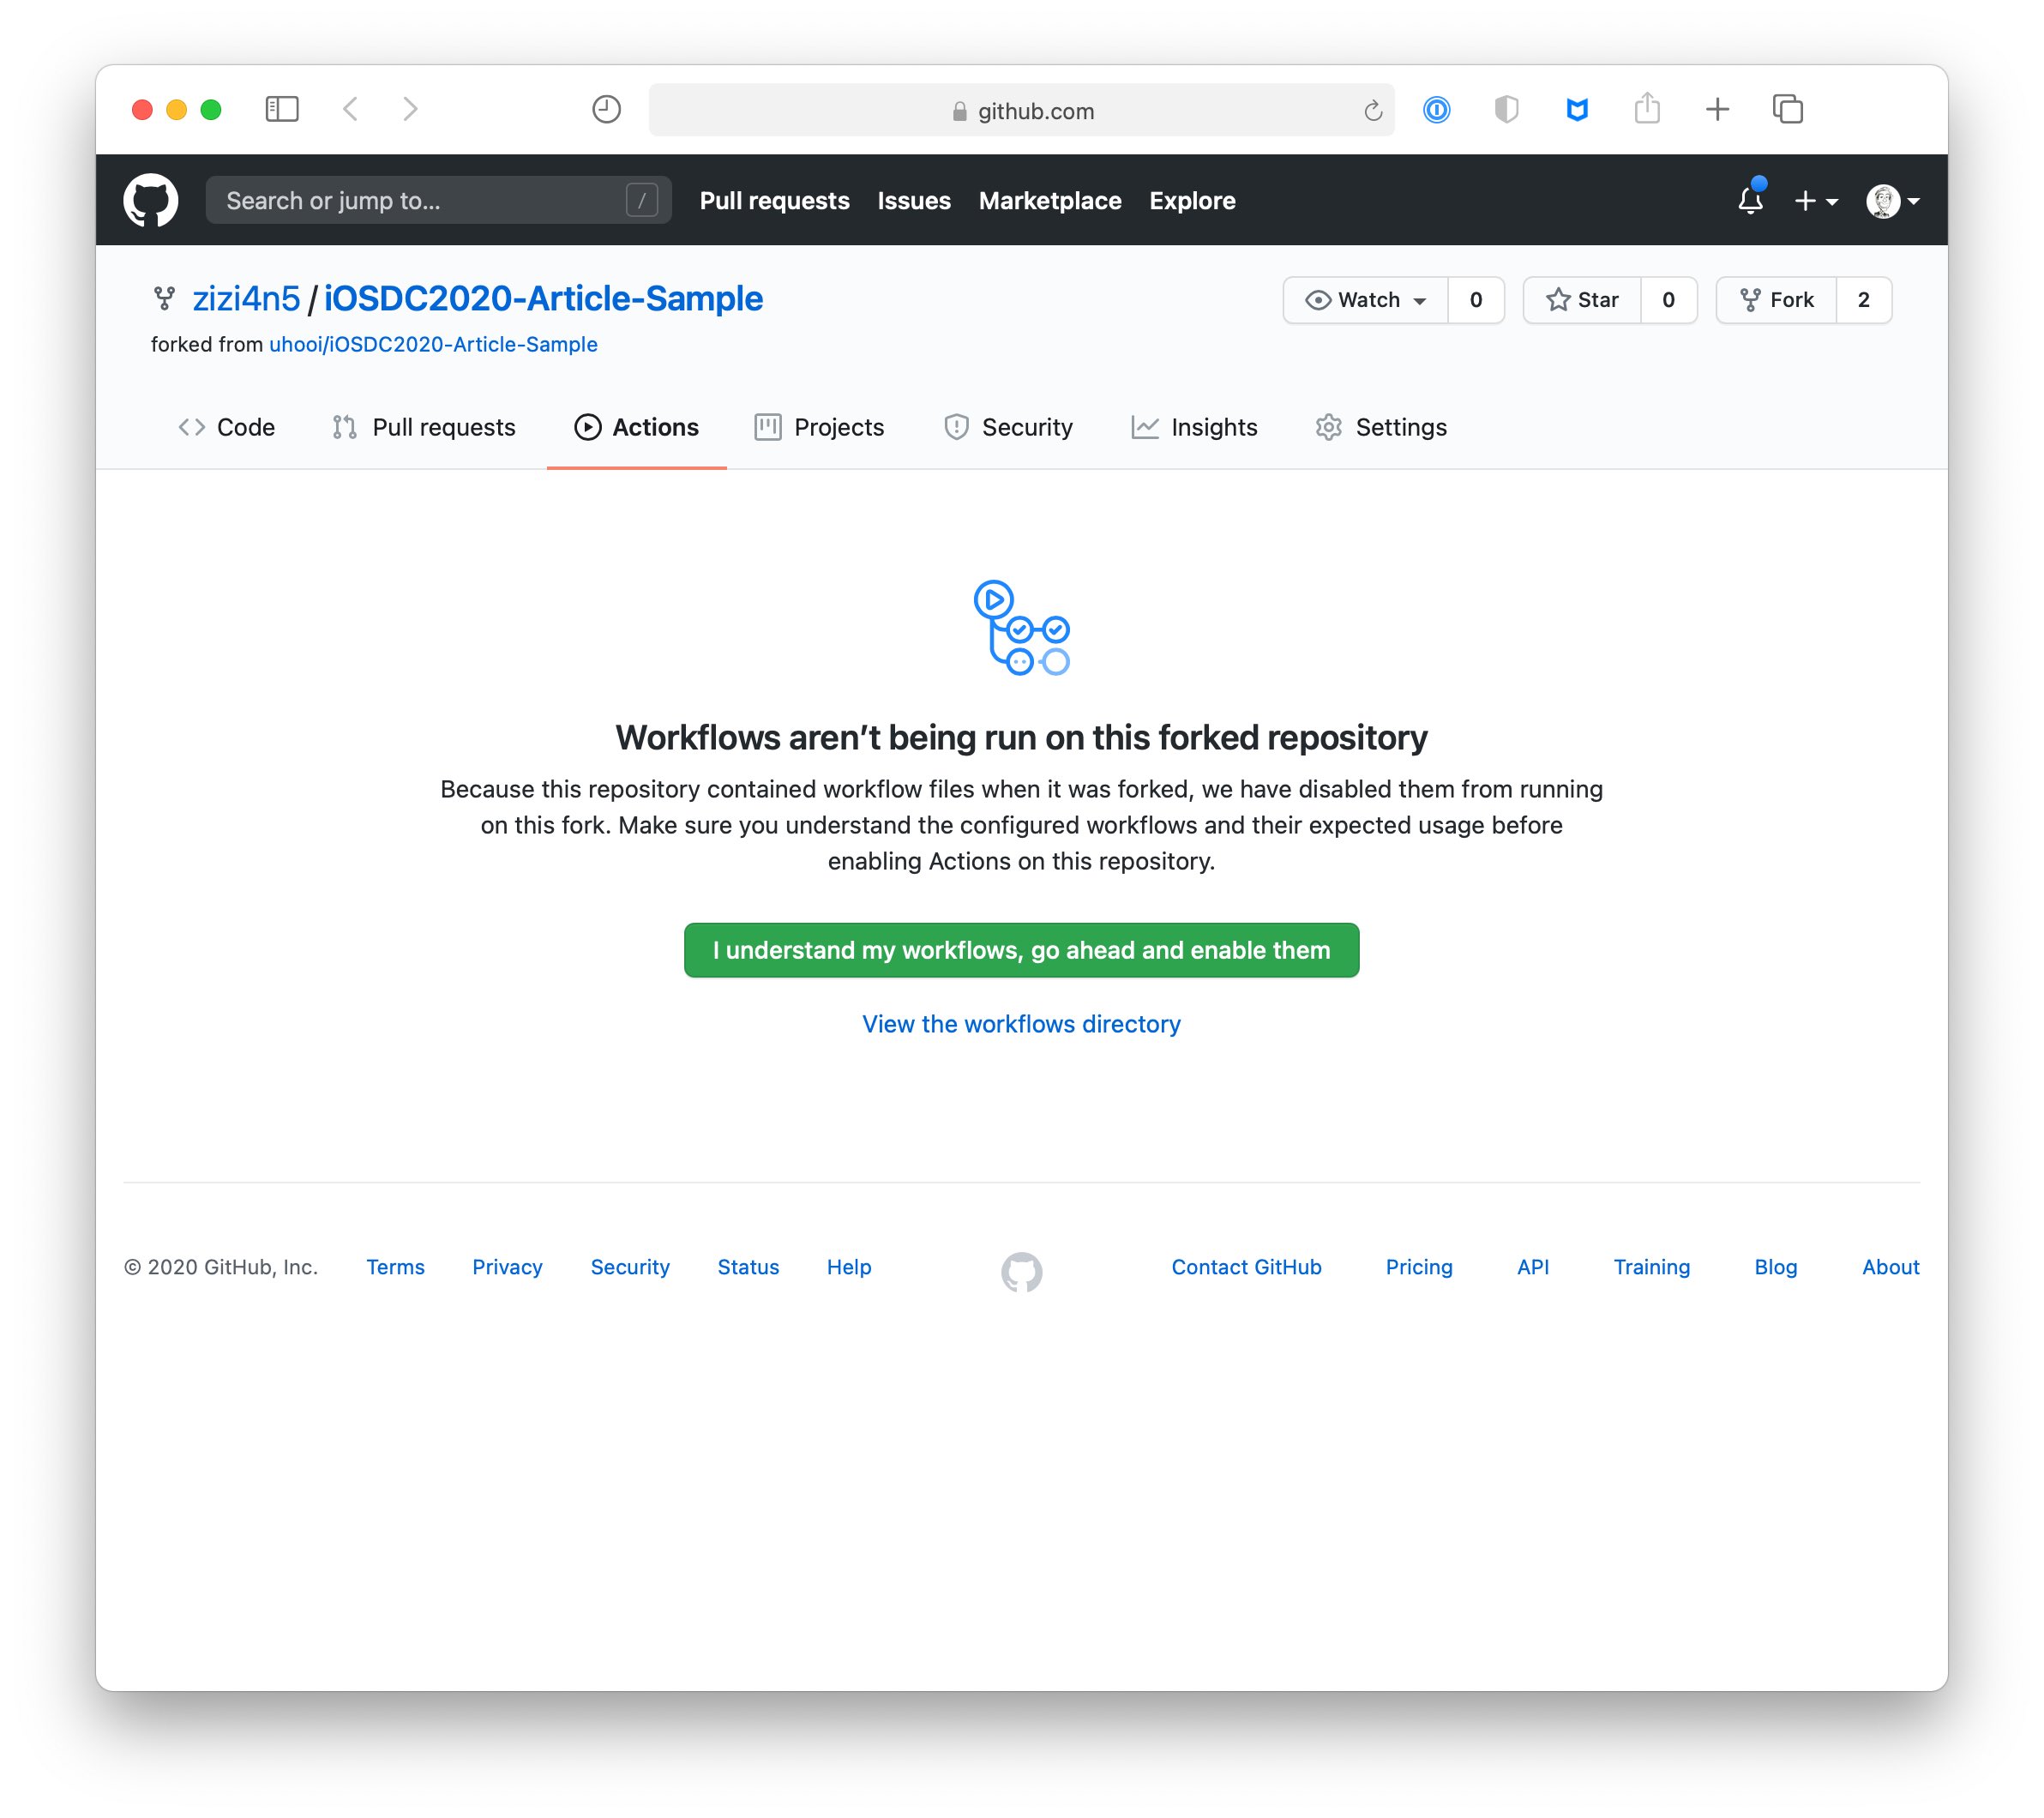 github.com
Search or jump to... /
Pull requests Issues Marketplace Explore
zizi4n5 / iOSDC2020-Article-Sample
Watch 0 Star 0 Fork 2
forked from uhooi/iOSDC2020-Article-Sample
Code Pull requests Actions Projects Security Insights Settings
Workflows aren’t being run on this forked repository
Because this repository contained workflow files when it was forked, we have disabled them from running
on this fork. Make sure you understand the configured workflows and their expected usage before
enabling Actions on this repository.
I understand my workflows, go ahead and enable them
View the workflows directory
© 2020 GitHub, Inc. Terms Privacy Security Status Help Contact GitHub Pricing API Training Blog About